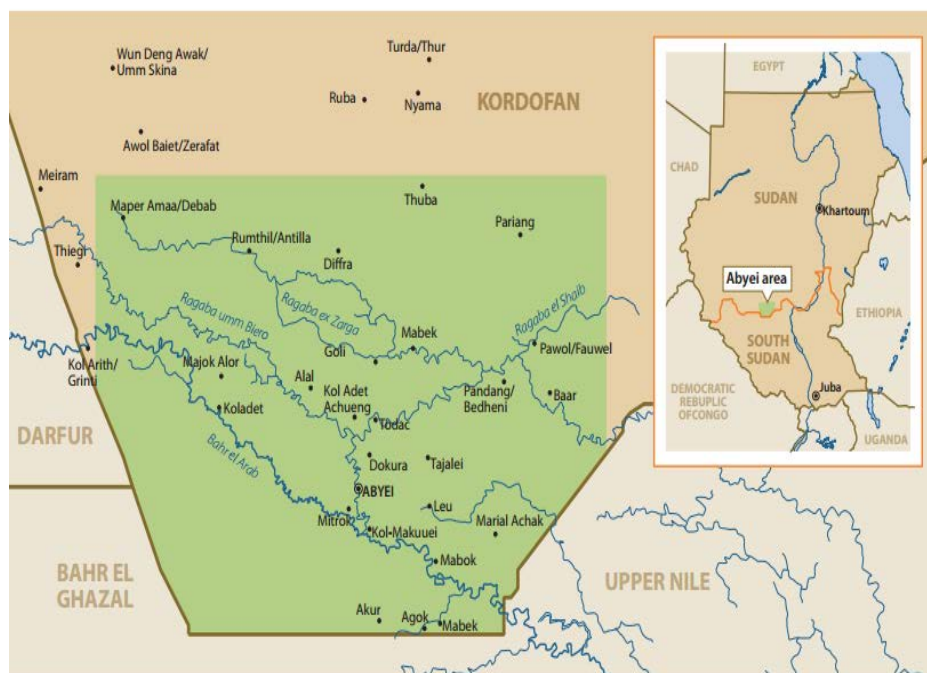 Wun Deng Awak/
Umm Skina
Turda/Thur
Ruba
Nyama
KORDOFAN
Awol Baiet/Zerafat
Meiram
Thuba
Maper Amaa/Debab
Pariang
Rumthil/Antilla
Thiegi
Diffra
Ragaba umm Biero
Ragaba ex Zarga
Ragaba el Shaib
Mabek
Kol Arith/
Grinti
Majok Alor
Goli
Pawol/Fauwel
Alal
Kol Adet
Achueng
Pandang/
Bedheni
Baar
Koladet
Todac
DARFUR
Bahr el Arab
Dokura
Tajalei
ABYEI
Mitrok
Leu
Kol-Makuuei
Marial Achak
Mabok
BAHR EL
GHAZAL
UPPER NILE
Akur
Agok
Mabek
EGYPT
CHAD
SUDAN
Khartoum
Abyei area
ETHIOPIA
SOUTH
SUDAN
DEMOCRATIC
REBUPLIC
OFCONGO
Juba
UGANDA